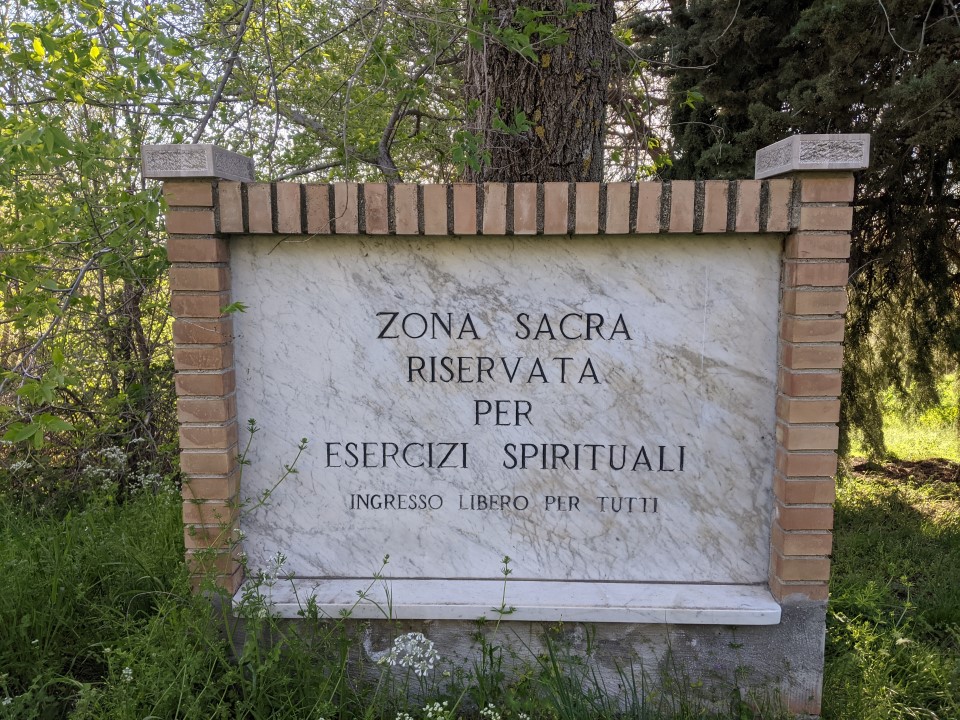 ZONA SACRA
RISERVATA
PER
ESERCIZI SPIRITUALI
INGRESSO LIBERO PER TUTTI